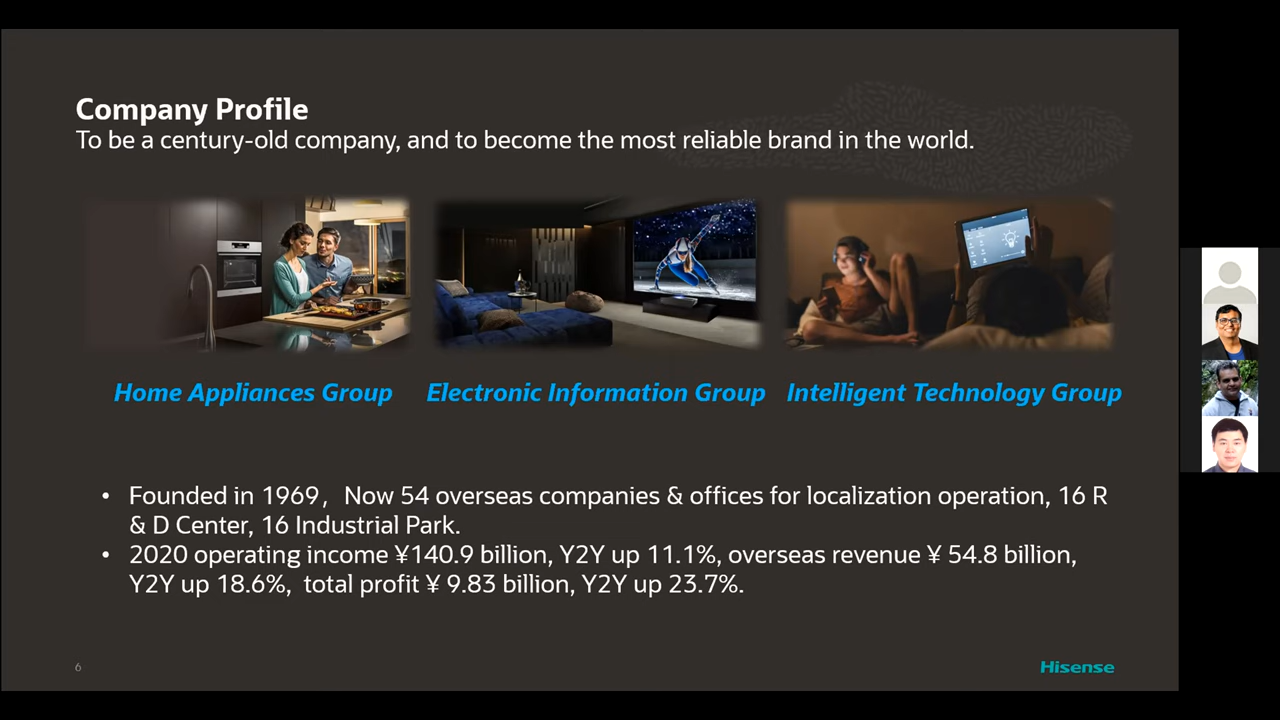 Company Profile
To be a century-old company, and to become the most reliable brand in the world.
Home Appliances Group
Electronic Information Group
Intelligent Technology Group
• Founded in 1969，Now 54 overseas companies & offices for localization operation, 16 R
& D Center, 16 Industrial Park.
• 2020 operating income ¥140.9 billion, Y2Y up 11.1%, overseas revenue ¥ 54.8 billion,
Y2Y up 18.6%,  total profit ¥ 9.83 billion, Y2Y up 23.7%.
6
Hisense